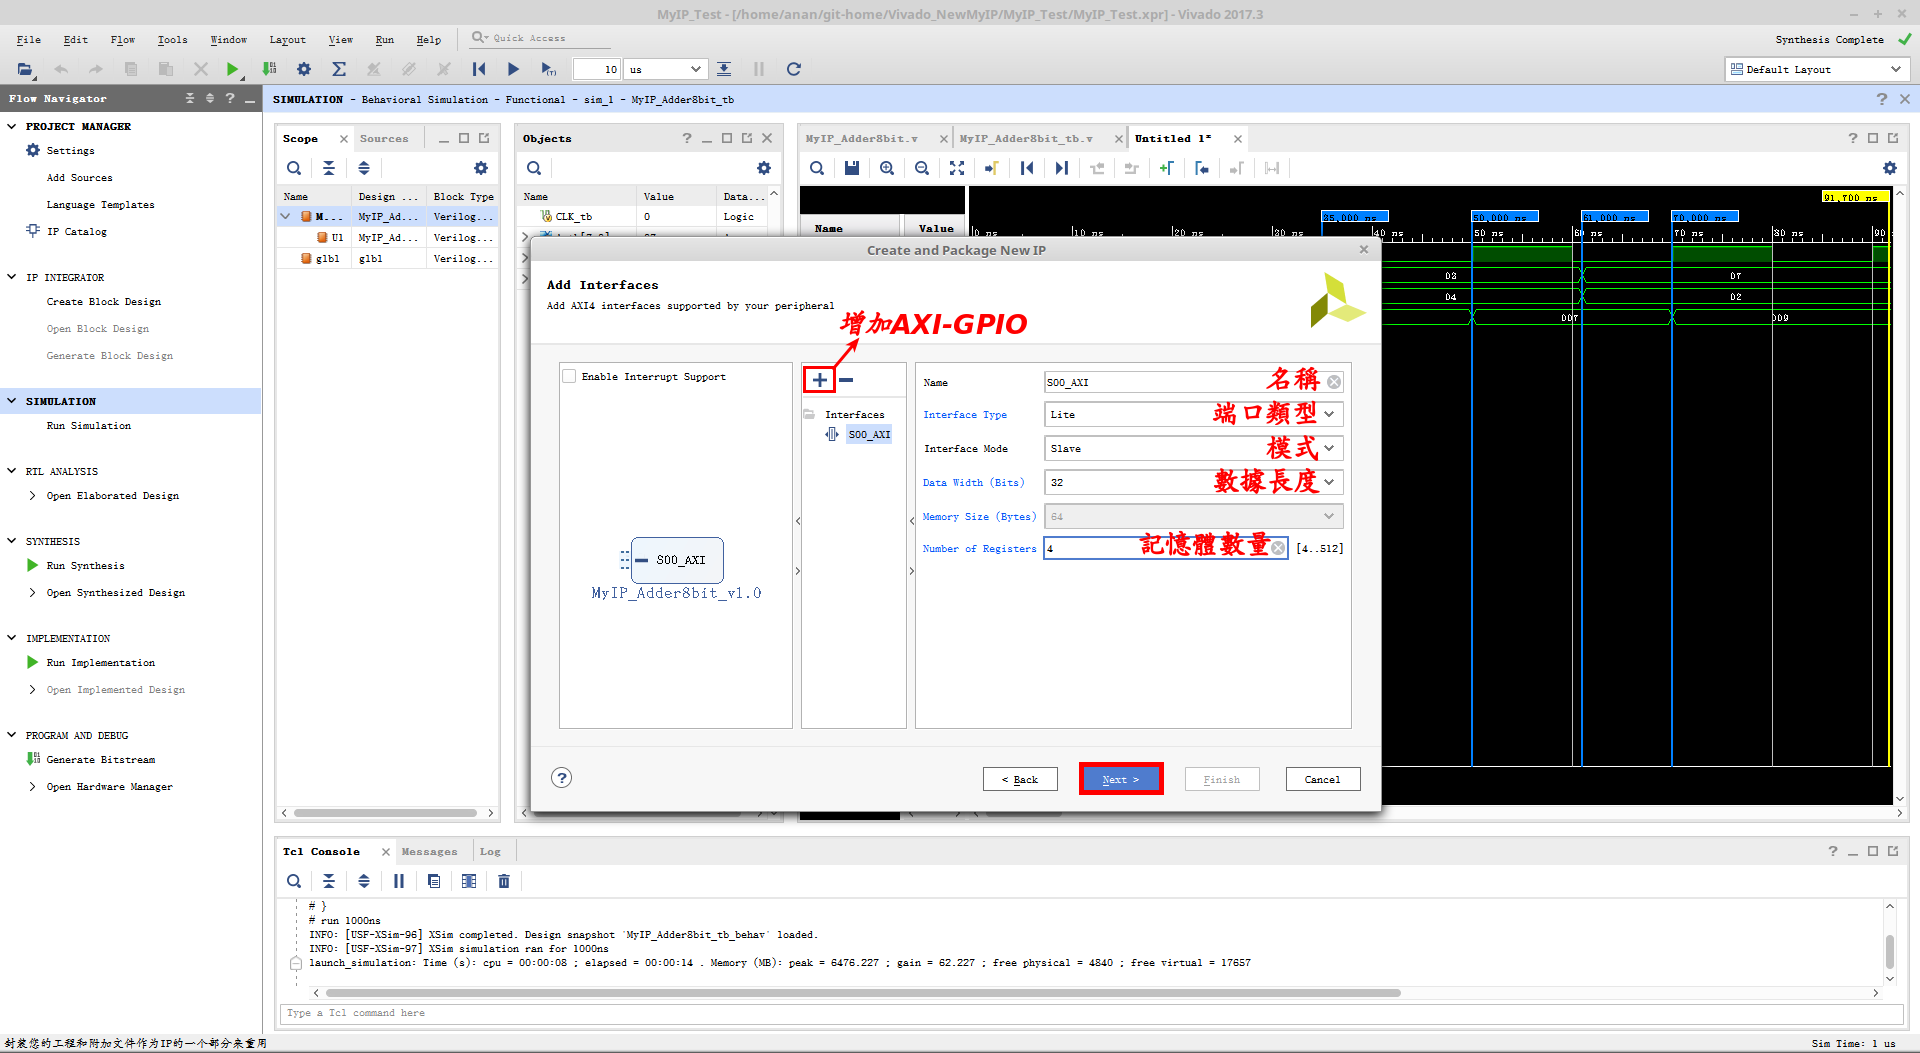 MyIP_Test - [/home/anan/git-home/Vivado_NewMyIP/MyIP_Test/MyIP_Test.xpr] - Vivado 2017.3
File Edit Flow Tools Window Layout View Run Help Quick Access
Synthesis Complete
10 us
Default Layout
Flow Navigator
SIMULATION - Behavioral Simulation - Functional - sim_1 - MyIP_Adder8bit_tb
PROJECT MANAGER
Settings
Add Sources
Language Templates
IP Catalog
IP INTEGRATOR
Create Block Design
Open Block Design
Generate Block Design
SIMULATION
Run Simulation
RTL ANALYSIS
Open Elaborated Design
SYNTHESIS
Run Synthesis
Open Synthesized Design
IMPLEMENTATION
Run Implementation
Open Implemented Design
PROGRAM AND DEBUG
Generate Bitstream
Open Hardware Manager
Scope Sources
Name Design ... Block Type
M... MyIP_Ad... Verilog...
U1 MyIP_Ad... Verilog...
glbl glbl Verilog...
Objects
Name Value Data...
CLK_tb 0 Logic
MyIP_Adder8bit.v MyIP_Adder8bit_tb.v Untitled 1*
Name Value
91,700 ns
35,000 ns 50,000 ns 61,000 ns 70,000 ns
0 ns 10 ns 20 ns 30 ns 40 ns 50 ns 60 ns 70 ns 80 ns 90
03 07
04 02
007 009
Create and Package New IP
Add Interfaces
Add AXI4 interfaces supported by your peripheral
增加AXI-GPIO
Enable Interrupt Support
S00_AXI
MyIP_Adder8bit_v1.0
Interfaces
S00_AXI
Name S00_AXI 名稱
Interface Type Lite 端口類型
Interface Mode Slave 模式
Data Width (Bits) 32 數據長度
Memory Size (Bytes) 64
Number of Registers 4 記憶體數量 [4..512]
< Back Next > Finish Cancel
Tcl Console Messages Log
# }
# run 1000ns
INFO: [USF-XSim-96] XSim completed. Design snapshot 'MyIP_Adder8bit_tb_behav' loaded.
INFO: [USF-XSim-97] XSim simulation ran for 1000ns
launch_simulation: Time (s): cpu = 00:00:08 ; elapsed = 00:00:14 . Memory (MB): peak = 6476.227 ; gain = 62.227 ; free physical = 4840 ; free virtual = 17657
Type a Tcl command here
封装您的工程和附加文件作为IP的一个部分来重用
Sim Time: 1 us